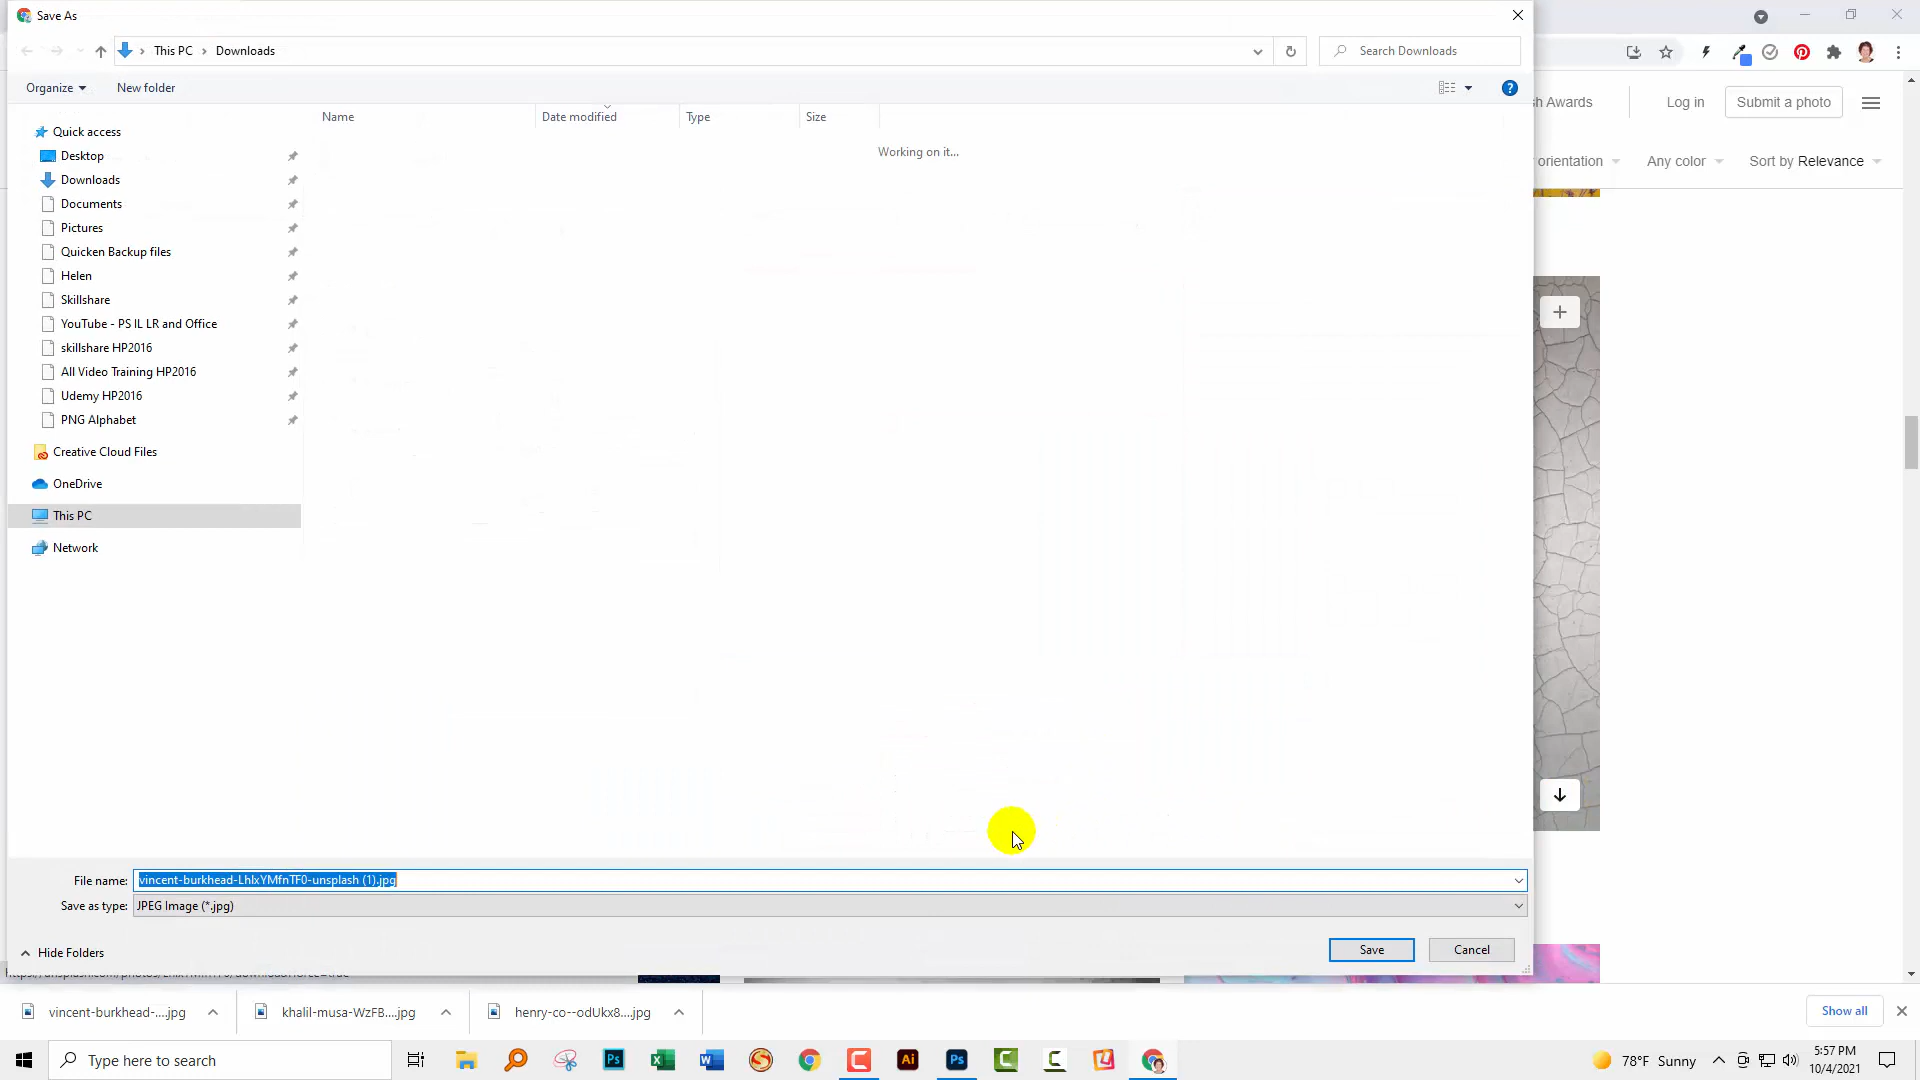 Save As
This PC > Downloads
Search Downloads
Organize
New folder
Name
Date modified
Type
Size
Working on it...
Quick access
Desktop
Downloads
Documents
Pictures
Quicken Backup files
Helen
Skillshare
YouTube - PS IL LR and Office
skillshare HP2016
All Video Training HP2016
Udemy HP2016
PNG Alphabet
Creative Cloud Files
OneDrive
This PC
Network
File name: vincent-burkhead-LhlxYMfnTF0-unsplash (1).jpg
Save as type: JPEG Image (*.jpg)
Hide Folders
Save
Cancel
Awards
Log in
Submit a photo
orientation
Any color
Sort by Relevance
vincent-burkhead-....jpg
khalil-musa-WzFB....jpg
henry-co--odUkx8....jpg
Show all
Type here to search
Ps
Ai
Ps
78°F Sunny
5:57 PM
10/4/2021